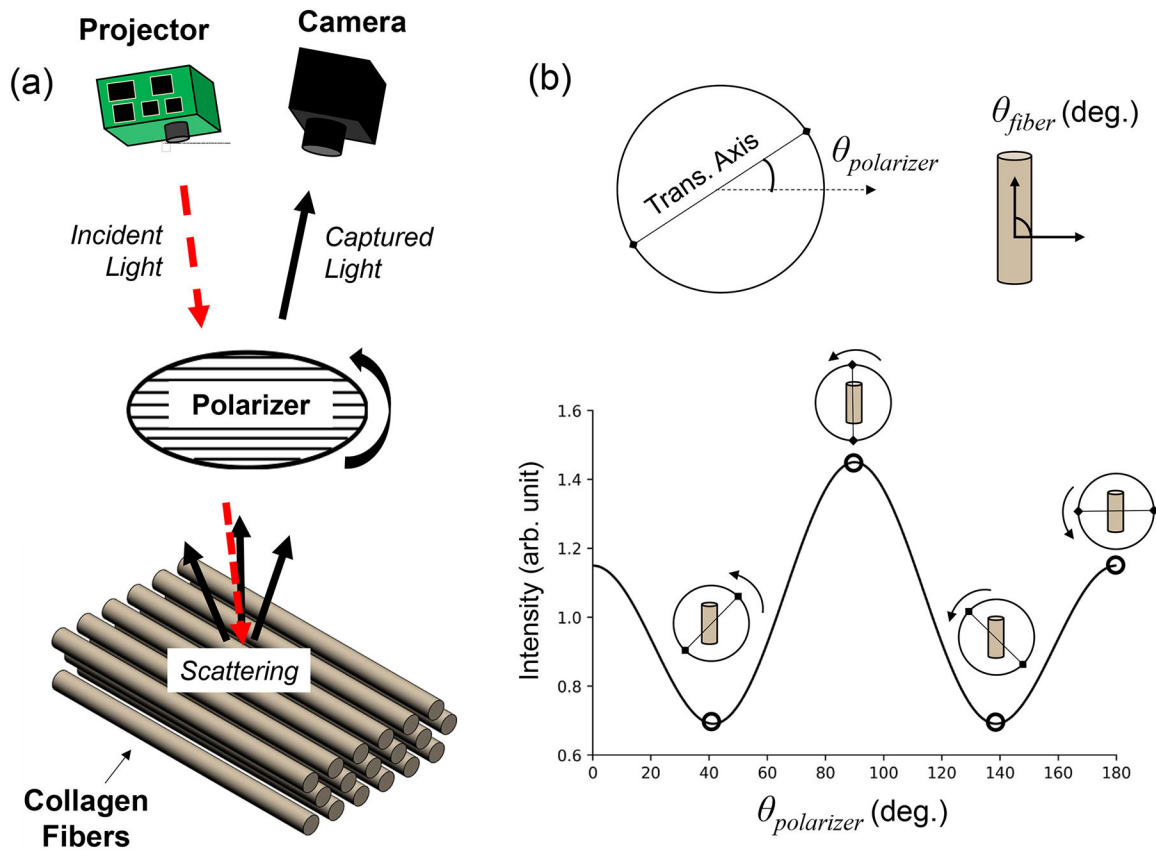 (a)
Projector
Camera
Incident
Light
Captured
Light
Polarizer
Scattering
Collagen
Fibers
(b)
Trans. Axis
θpolarizer
θfiber (deg.)
Intensity (arb. unit)
1.6
1.4
1.2
1.0
0.8
0.6
0 20 40 60 80 100 120 140 160 180
θpolarizer (deg.)